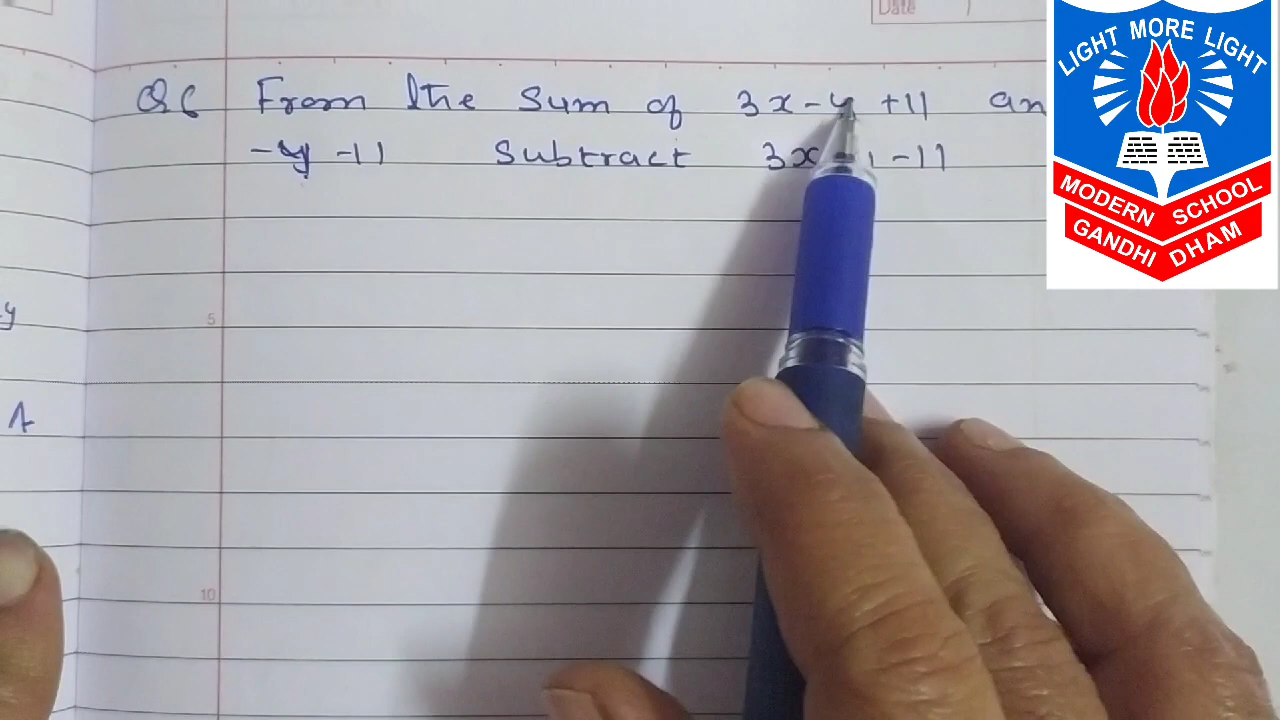 Date
LIGHT MORE LIGHT
MODERN SCHOOL
GANDHI DHAM
Q6 From the sum of 3x-y +11 an
-y -11 Subtract 3x -11
y
5
A
10